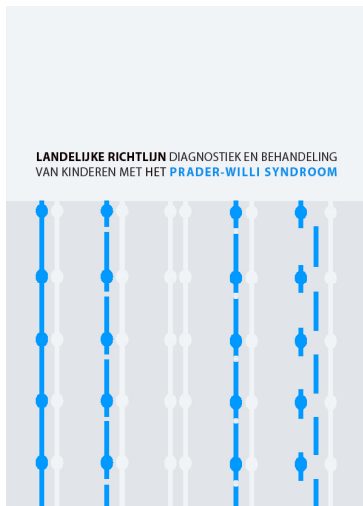 LANDELIJKE RICHTLIJN DIAGNOSTIEK EN BEHANDELING
VAN KINDEREN MET HET PRADER-WILLI SYNDROOM